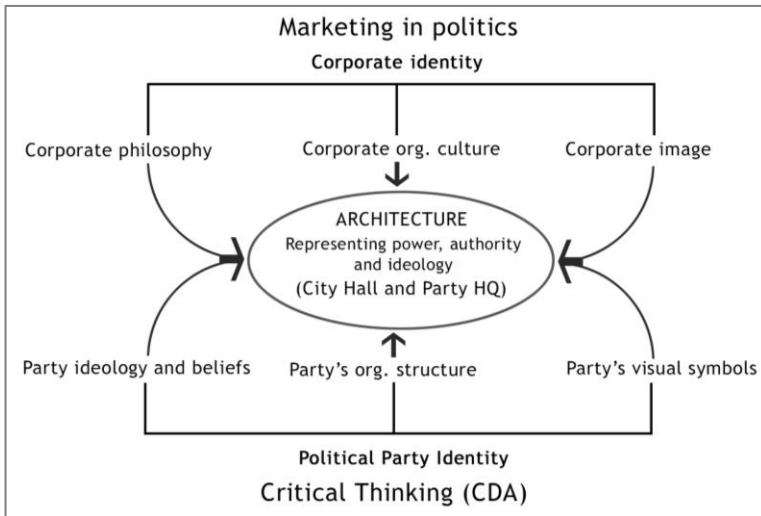 Marketing in politics
Corporate identity
Corporate philosophy
Corporate org. culture
Corporate image
ARCHITECTURE
Representing power, authority
and ideology
(City Hall and Party HQ)
Party ideology and beliefs
Party’s org. structure
Party’s visual symbols
Political Party Identity
Critical Thinking (CDA)